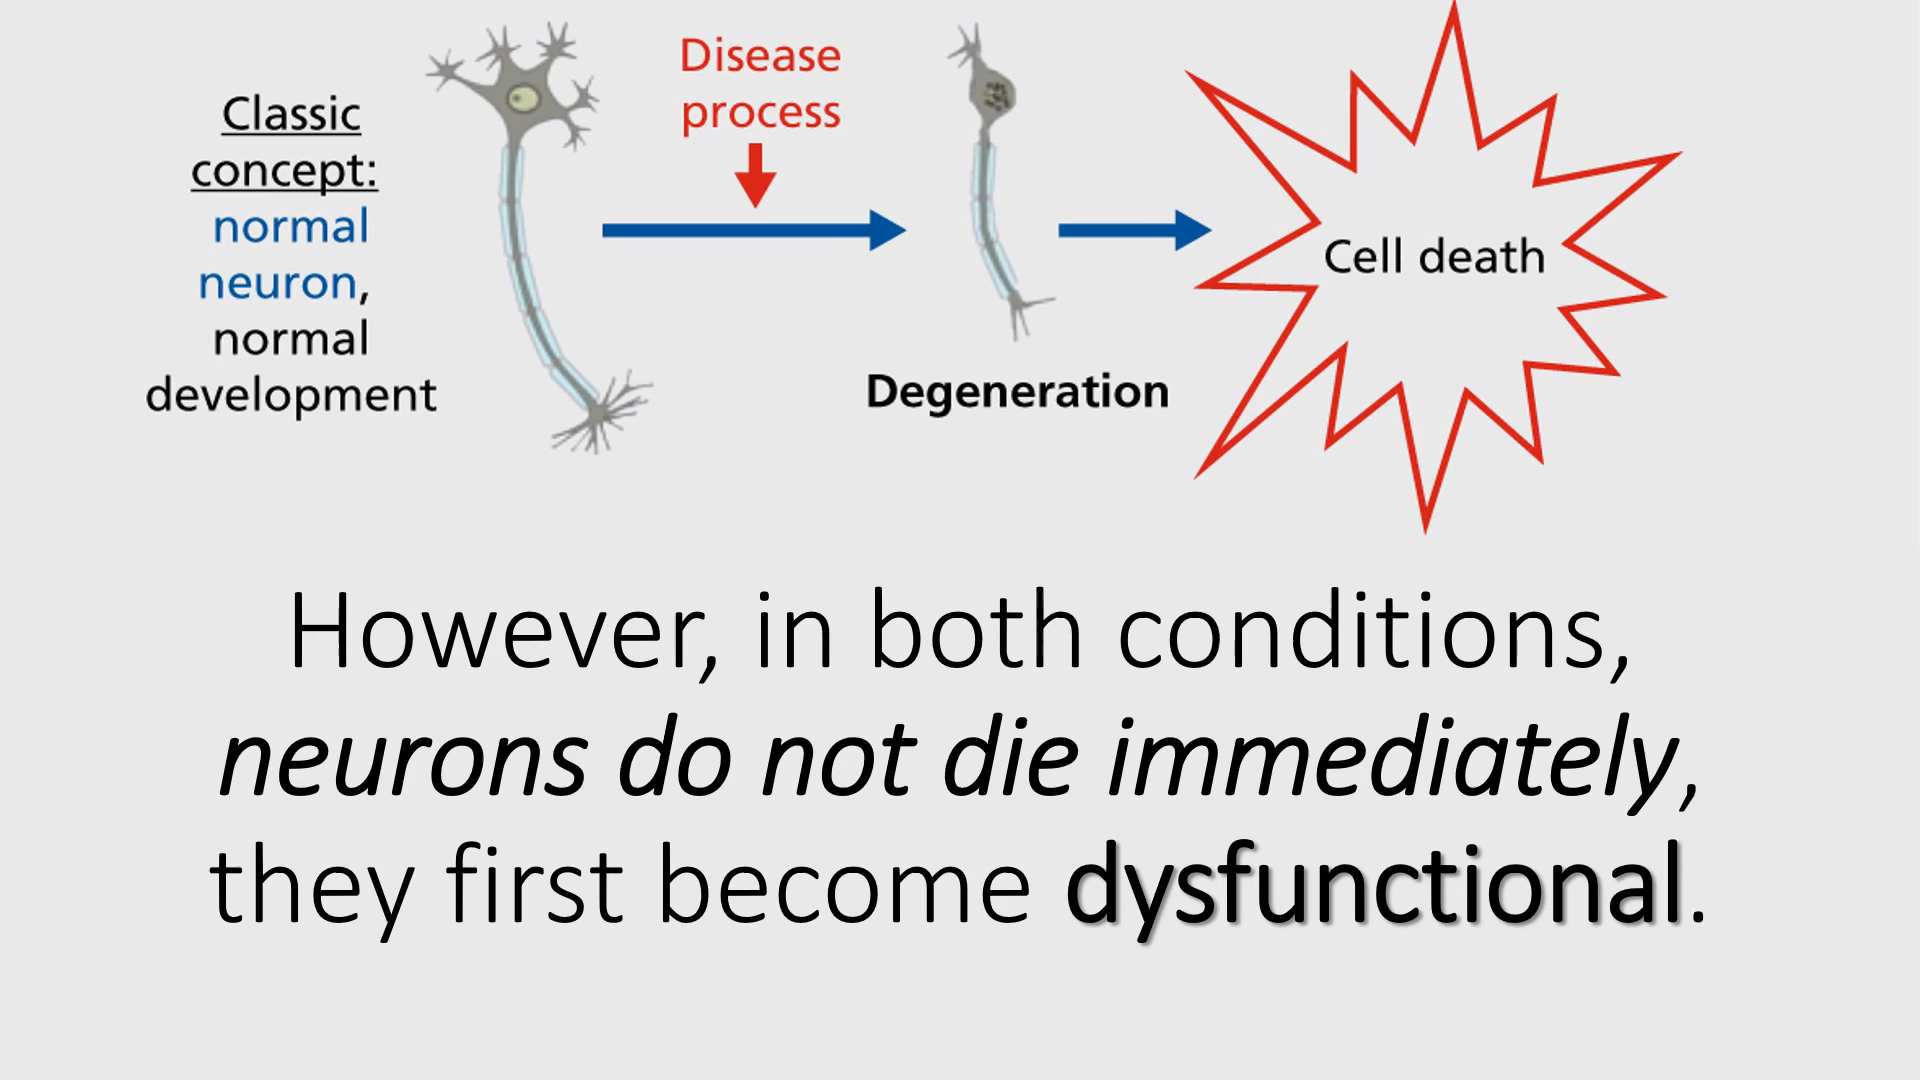 Classic
concept:
normal
neuron,
normal
development
Disease
process
Degeneration
Cell death
However, in both conditions,
neurons do not die immediately,
they first become dysfunctional.